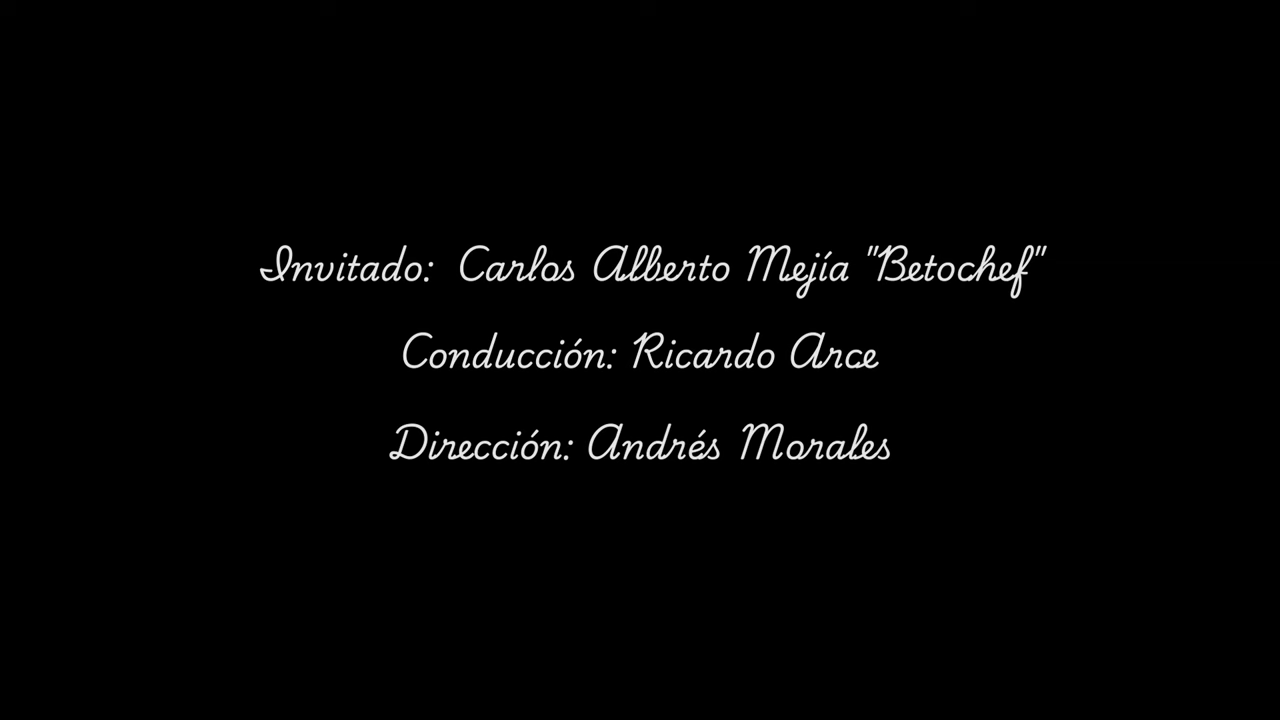 Invitado: Carlos Alberto Mejía "Betochef"
Conducción: Ricardo Arce
Dirección: Andrés Morales